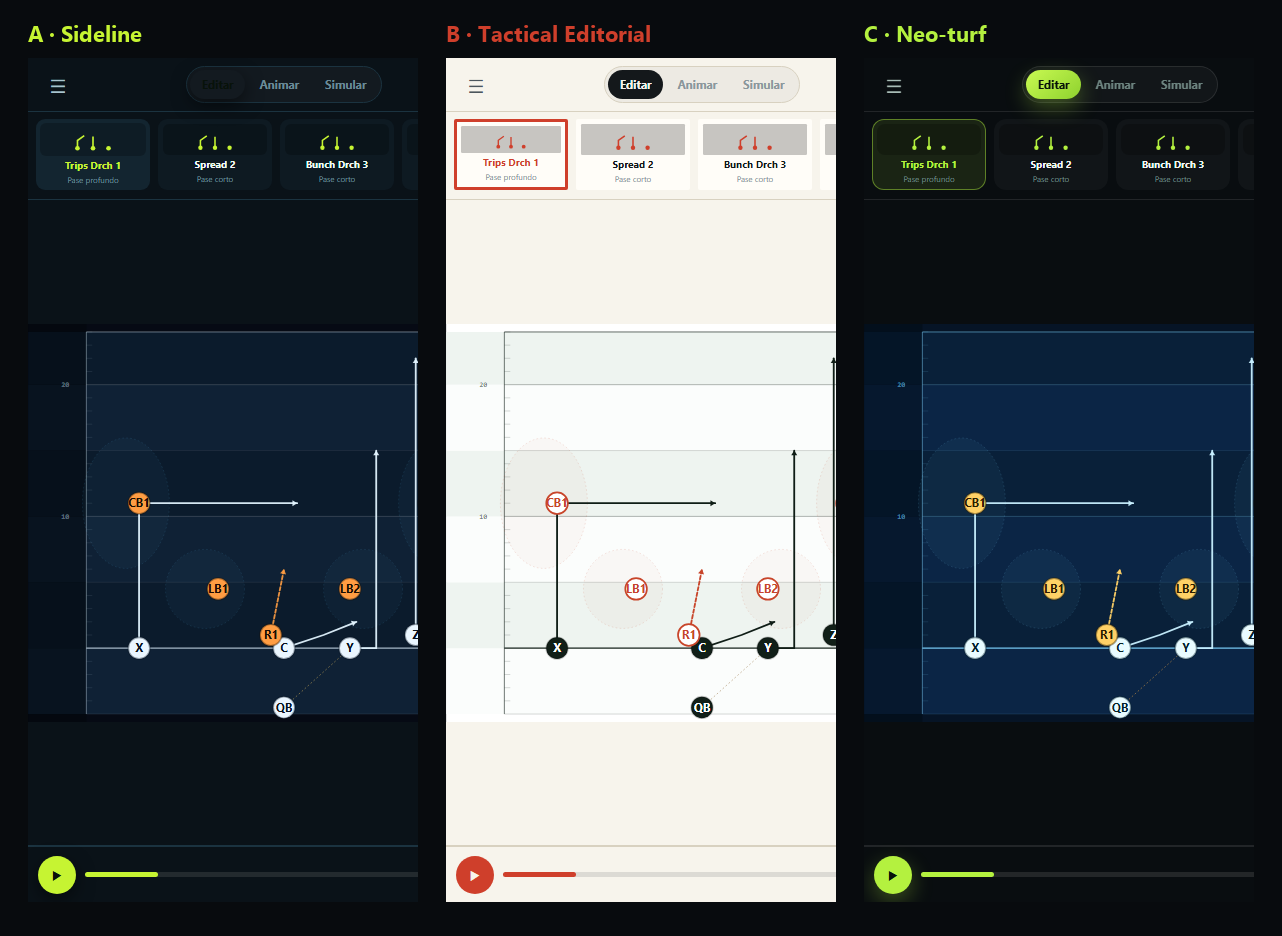 A · Sideline
☰
Editar Animar Simular
Trips Drch 1
Pase profundo
Spread 2
Pase corto
Bunch Drch 3
Pase corto
20
10
CB1
LB1
LB2
R1
X
C
Y
Z
QB
B · Tactical Editorial
☰
Editar Animar Simular
Trips Drch 1
Pase profundo
Spread 2
Pase corto
Bunch Drch 3
Pase corto
20
10
CB1
LB1
LB2
R1
X
C
Y
Z
QB
C · Neo-turf
☰
Editar Animar Simular
Trips Drch 1
Pase profundo
Spread 2
Pase corto
Bunch Drch 3
Pase corto
20
10
CB1
LB1
LB2
R1
X
C
Y
Z
QB